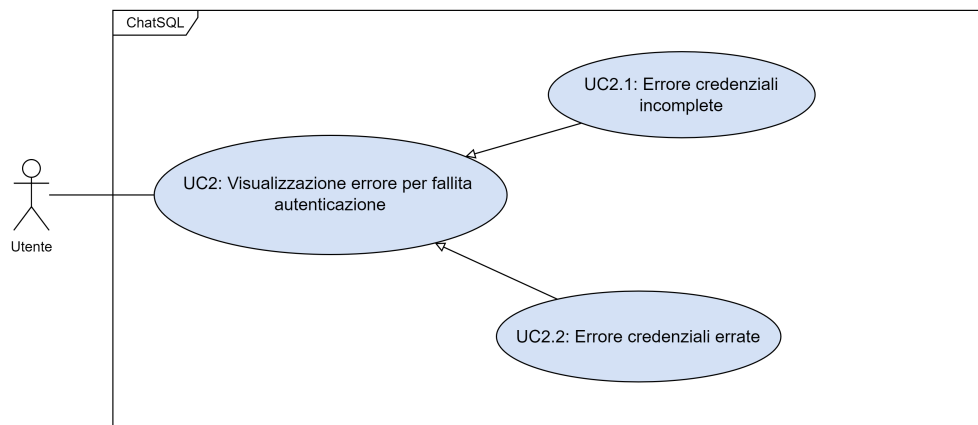 ChatSQL
UC2.1: Errore credenziali
incomplete
UC2: Visualizzazione errore per fallita
autenticazione
Utente
UC2.2: Errore credenziali errate